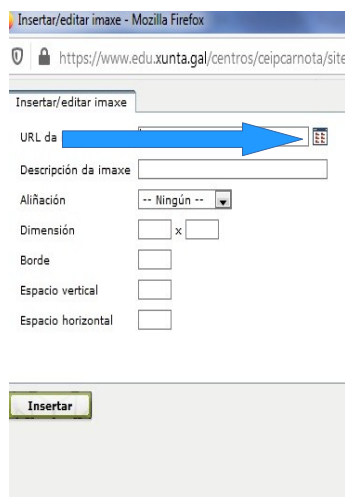 Insertar/editar imaxe - Mozilla Firefox
https://www.edu.xunta.gal/centros/ceipcarnota/site
Insertar/editar imaxe
URL da
Descripción da imaxe
Aliñación -- Ningún --
Dimensión x
Borde
Espacio vertical
Espacio horizontal
Insertar